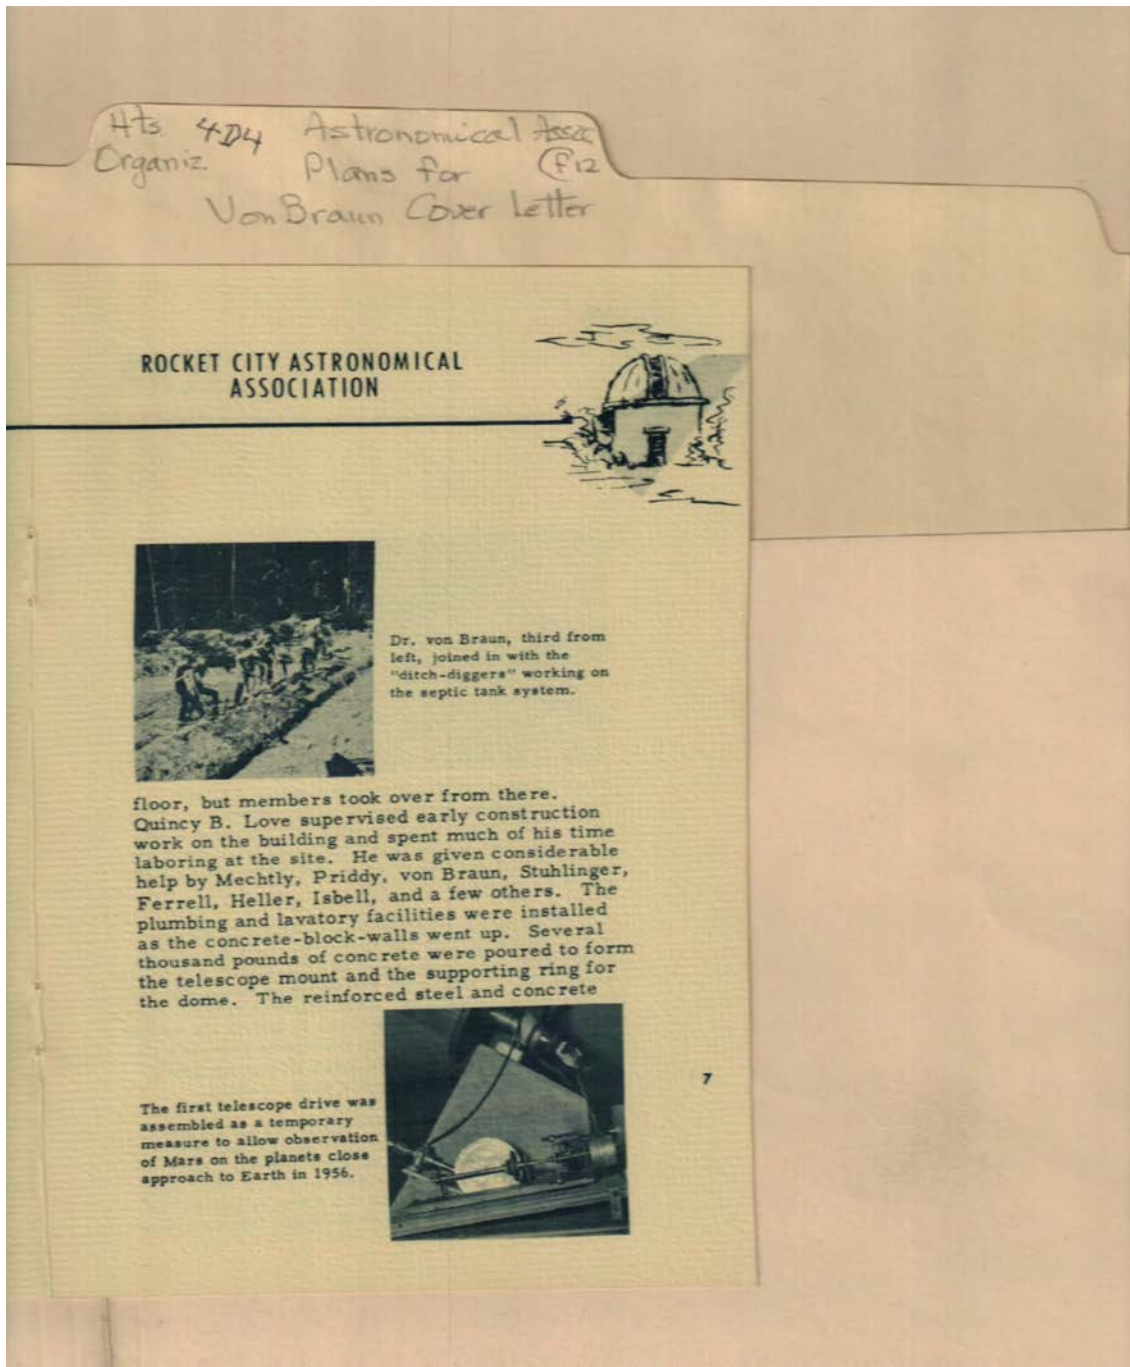 Hts 4D4 Astronomical Assc
Organiz. Plans for F12
Von Braun Cover Letter
ROCKET CITY ASTRONOMICAL
ASSOCIATION
Dr. von Braun, third from
left, joined in with the
"ditch-diggers" working on
the septic tank system.
floor, but members took over from there.
Quincy B. Love supervised early construction
work on the building and spent much of his time
laboring at the site. He was given considerable
help by Mechtly, Priddy, von Braun, Stuhlinger,
Ferrell, Heller, Isbell, and a few others. The
plumbing and lavatory facilities were installed
as the concrete-block-walls went up. Several
thousand pounds of concrete were poured to form
the telescope mount and the supporting ring for
the dome. The reinforced steel and concrete
7
The first telescope drive was
assembled as a temporary
measure to allow observation
of Mars on the planets close
approach to Earth in 1956.